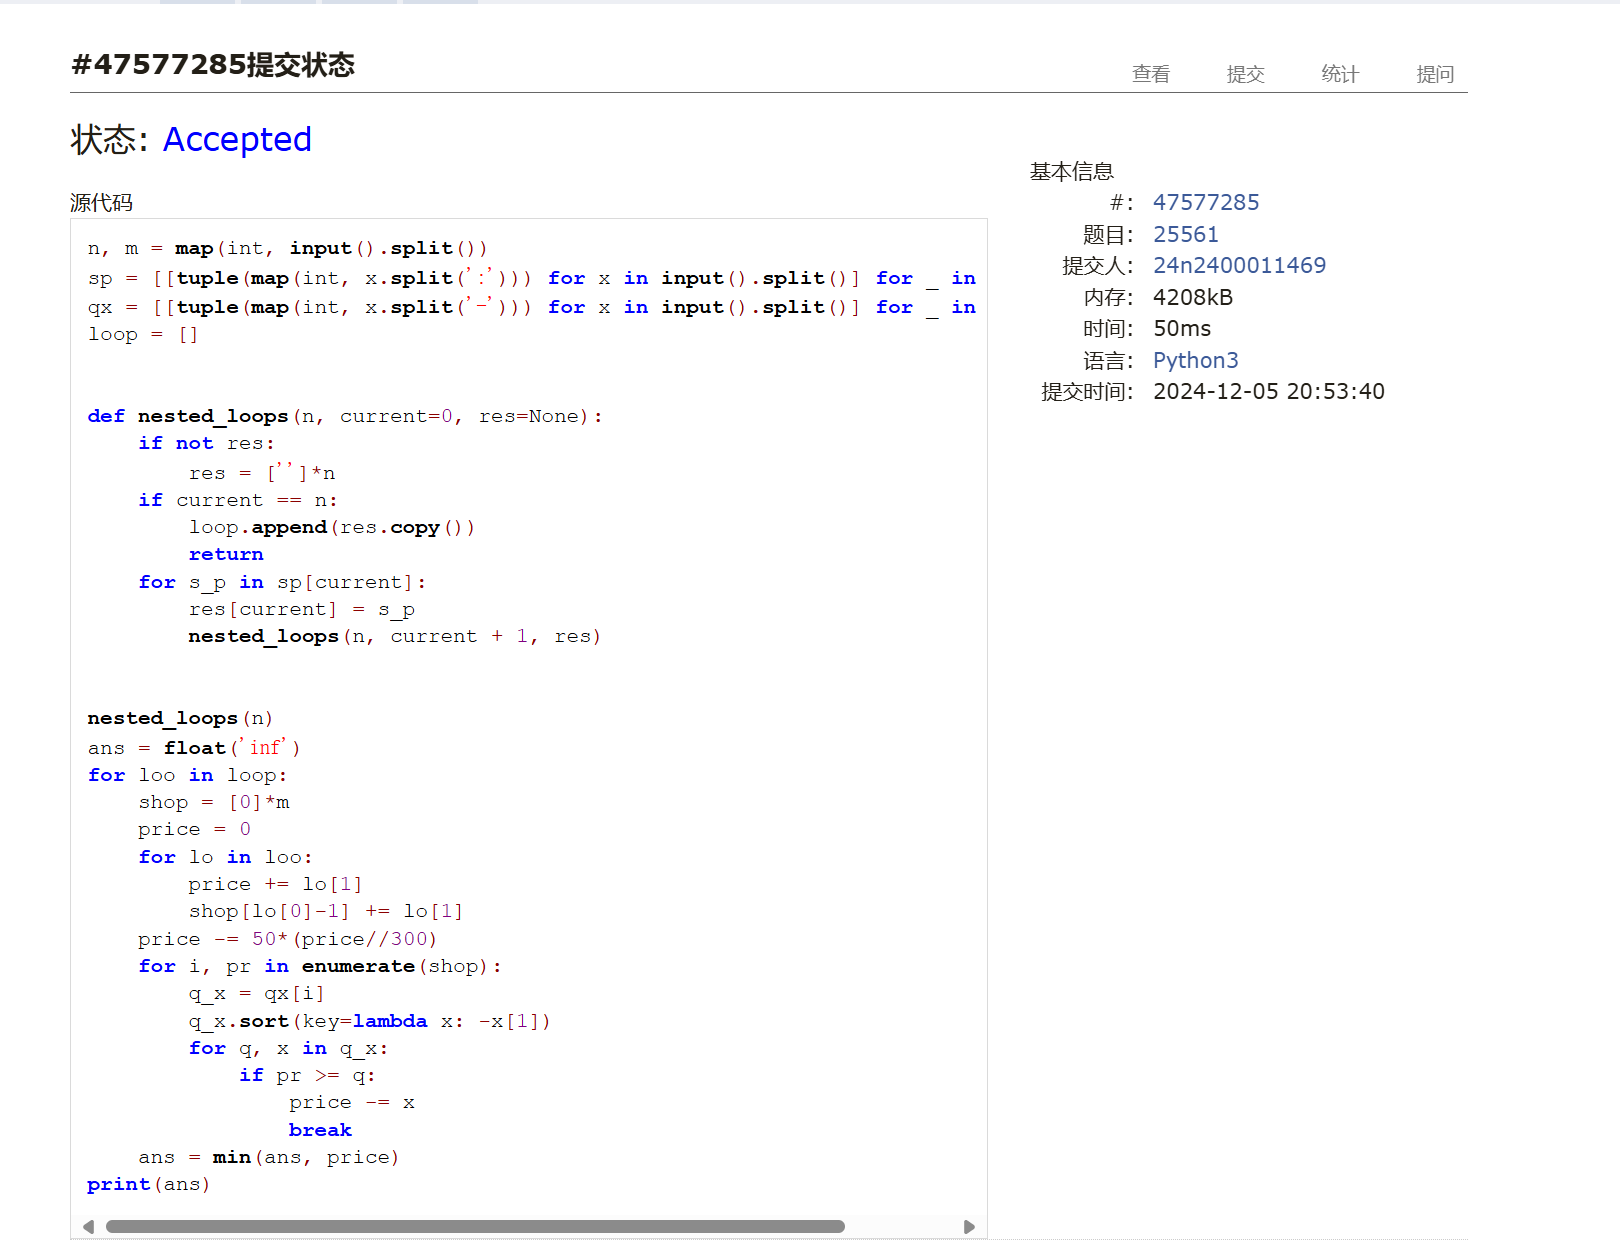 #47577285提交状态
查看 提交 统计 提问
状态: Accepted
源代码
n, m = map(int, input().split())
sp = [[tuple(map(int, x.split(':'))) for x in input().split()] for _ in
qx = [[tuple(map(int, x.split('-'))) for x in input().split()] for _ in
loop = []
def nested_loops(n, current=0, res=None):
    if not res:
        res = ['']*n
    if current == n:
        loop.append(res.copy())
        return
    for s_p in sp[current]:
        res[current] = s_p
        nested_loops(n, current + 1, res)
nested_loops(n)
ans = float('inf')
for loo in loop:
    shop = [0]*m
    price = 0
    for lo in loo:
        price += lo[1]
        shop[lo[0]-1] += lo[1]
    price -= 50*(price//300)
    for i, pr in enumerate(shop):
        q_x = qx[i]
        q_x.sort(key=lambda x: -x[1])
        for q, x in q_x:
            if pr >= q:
                price -= x
                break
    ans = min(ans, price)
print(ans)
基本信息
#: 47577285
题目: 25561
提交人: 24n2400011469
内存: 4208kB
时间: 50ms
语言: Python3
提交时间: 2024-12-05 20:53:40